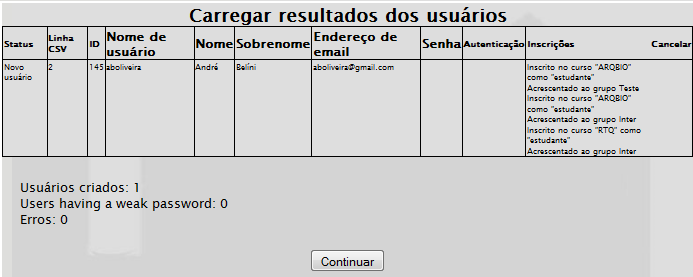 Carregar resultados dos usuários
Status Linha CSV ID Nome de usuário Nome Sobrenome Endereço de email Senha Autenticação Inscrições Cancelar
Novo usuário 2 145 aboliveira André Belíni aboliveira@gmail.com Inscrito no curso "ARQBIO"
como "estudante"
Acrescentado ao grupo Teste
Inscrito no curso "ARQBIO"
como "estudante"
Acrescentado ao grupo Inter
Inscrito no curso "RTQ" como
"estudante"
Acrescentado ao grupo Inter
Usuários criados: 1
Users having a weak password: 0
Erros: 0
Continuar